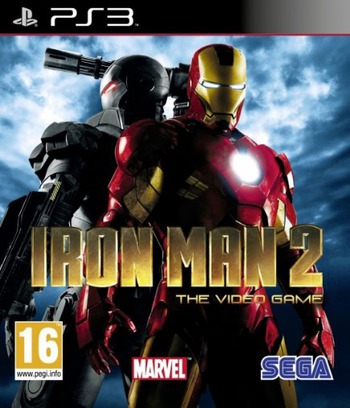 PS3
IRON MAN 2
THE VIDEO GAME
16
www.pegi.info
MARVEL
SEGA